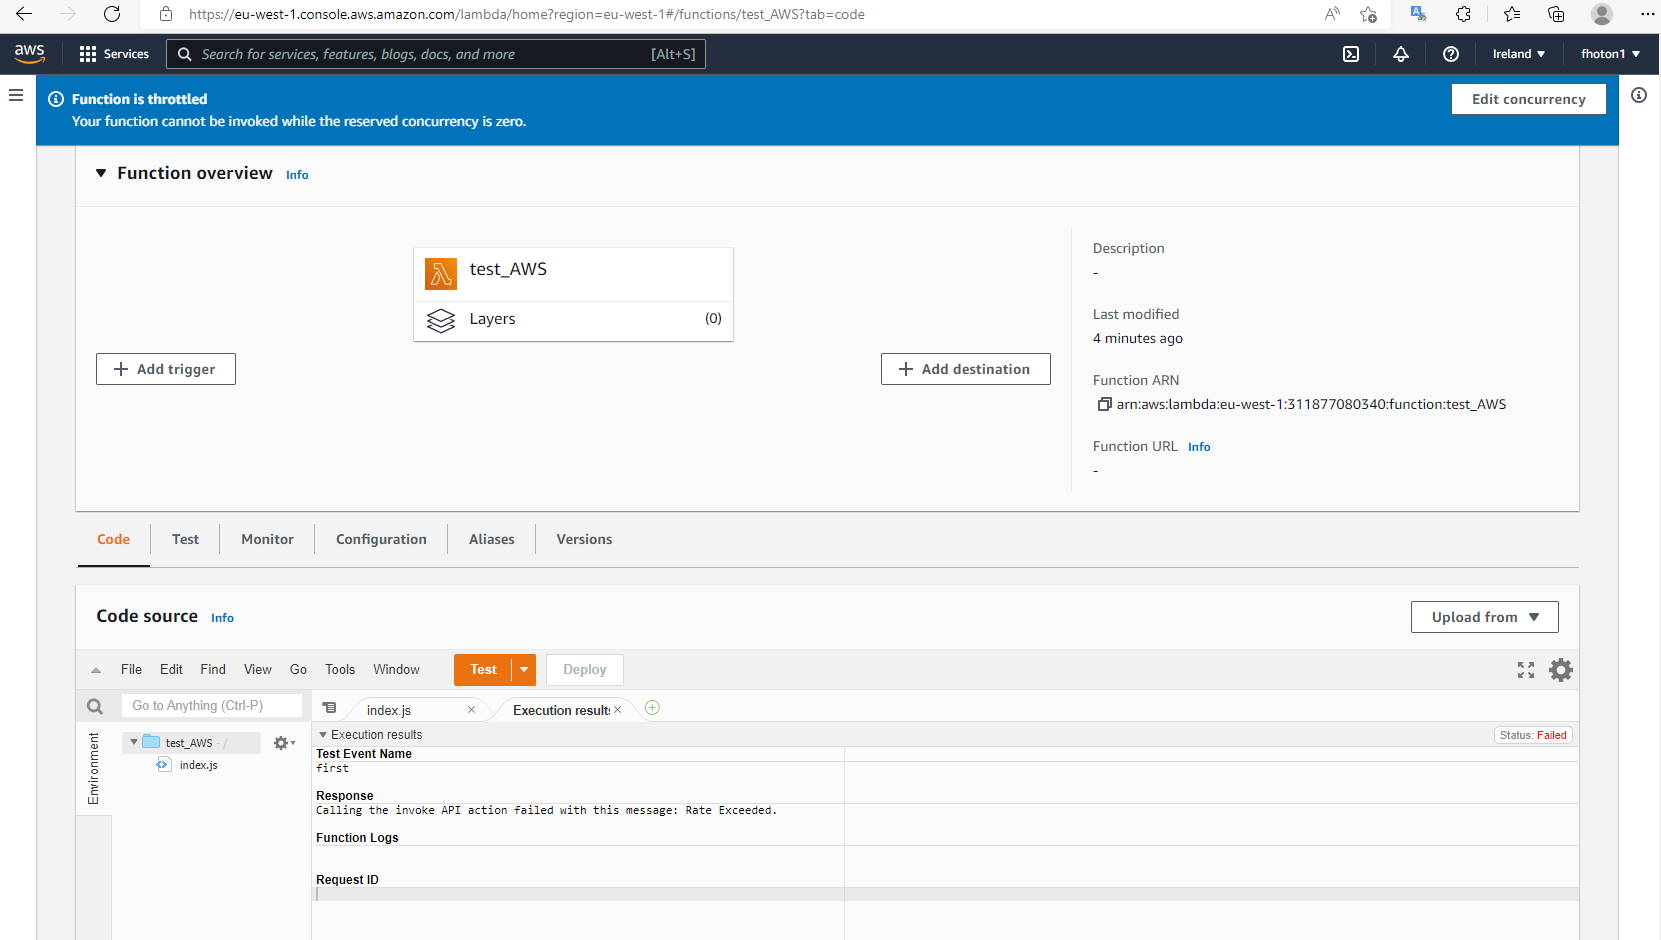 https://eu-west-1.console.aws.amazon.com/lambda/home?region=eu-west-1#/functions/test_AWS?tab=code
aws Services Search for services, features, blogs, docs, and more [Alt+S] Ireland fhoton1
Function is throttled
Edit concurrency
Your function cannot be invoked while the reserved concurrency is zero.
Function overview Info
test_AWS
Layers (0)
Add trigger
Add destination
Description
-
Last modified
4 minutes ago
Function ARN
arn:aws:lambda:eu-west-1:311877080340:function:test_AWS
Function URL Info
-
Code Test Monitor Configuration Aliases Versions
Code source Info
Upload from
File Edit Find View Go Tools Window Test Deploy
Go to Anything (Ctrl-P)
index.js Execution results
Environment
test_AWS - /
index.js
Execution results
Status: Failed
Test Event Name
first
Response
Calling the invoke API action failed with this message: Rate Exceeded.
Function Logs
Request ID